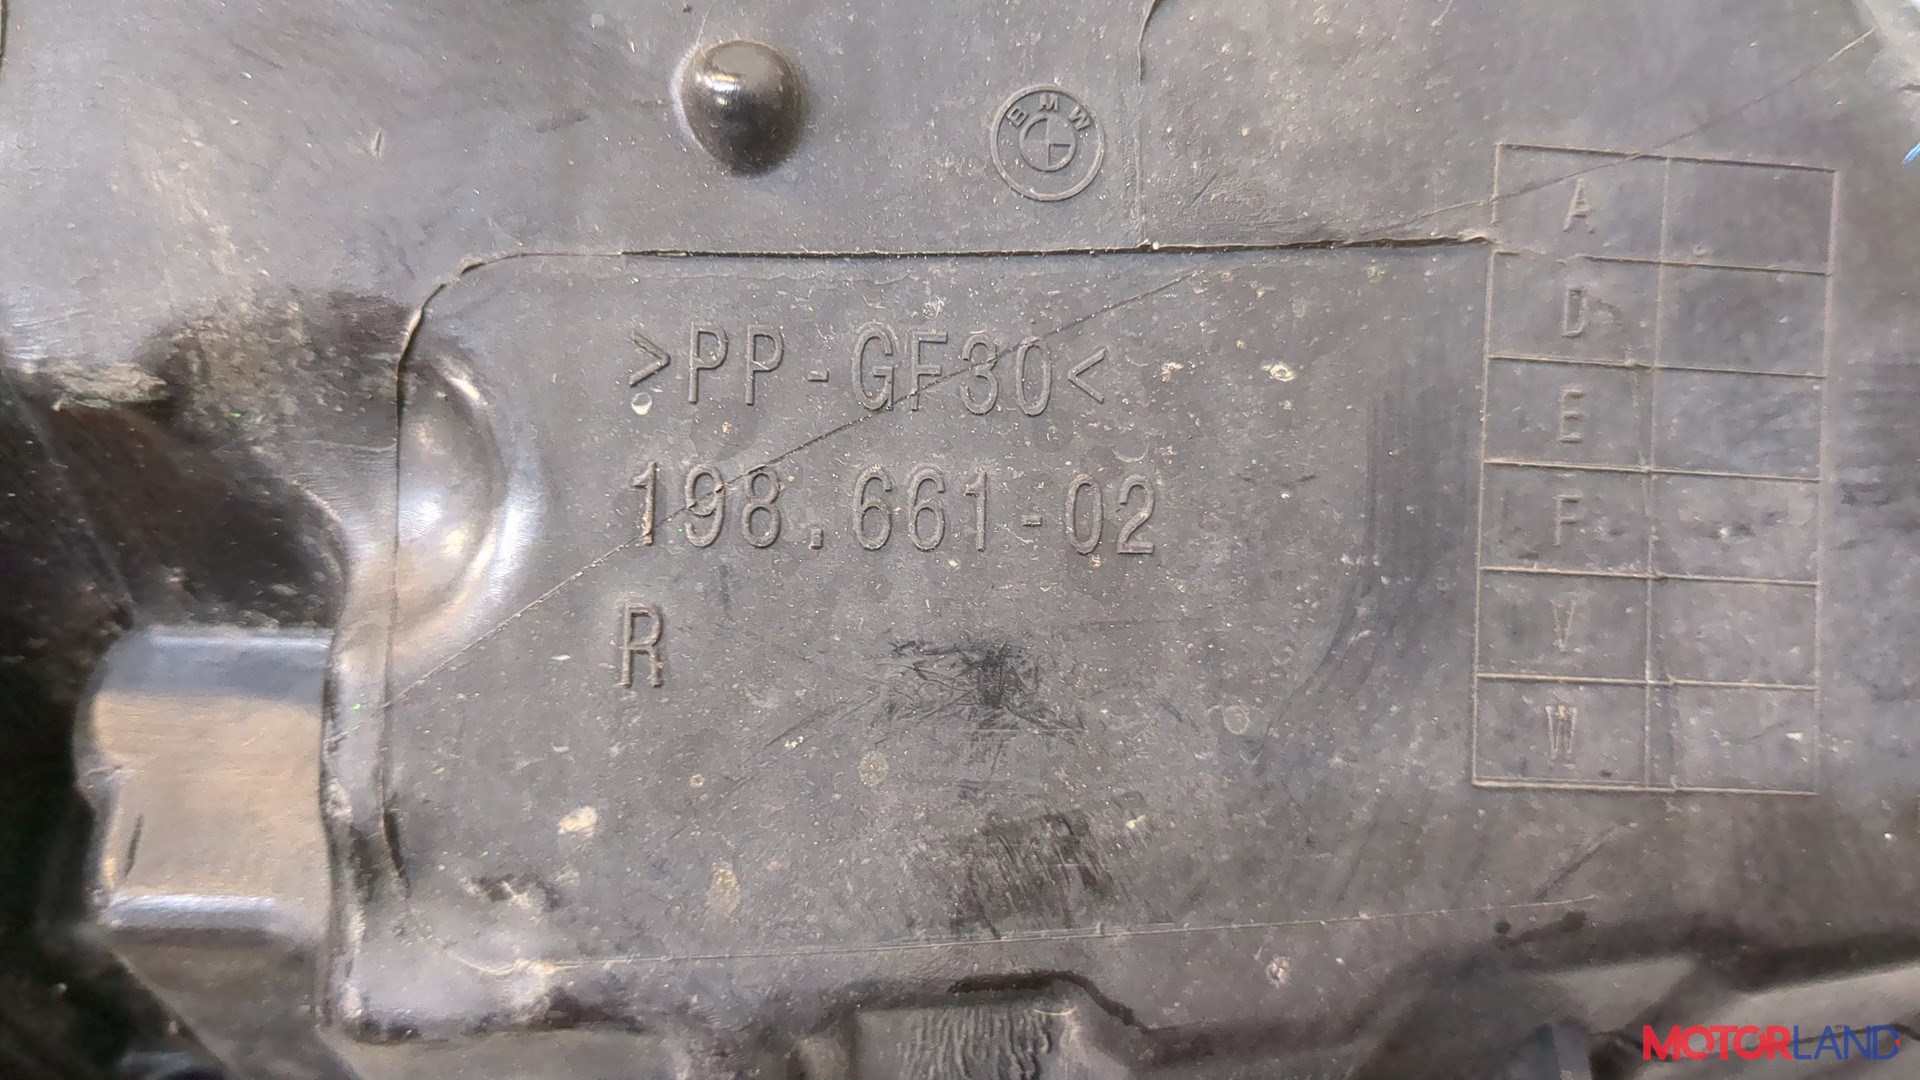 BMW
>PP-GF30<
198.661-02
R
A
D
E
F
V
W
MOTORLAND